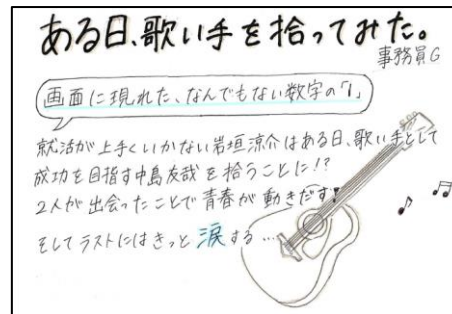 ある日、歌い手を拾ってみた。
事務員G
画面に現れた、なんでもない数字の「1」
就活が上手くいかない岩垣涼介はある日、歌い手として
成功を目指す中島友哉を拾うことに!?
2人が出会ったことで青春が動きだす!
そしてラストにはきっと涙する…